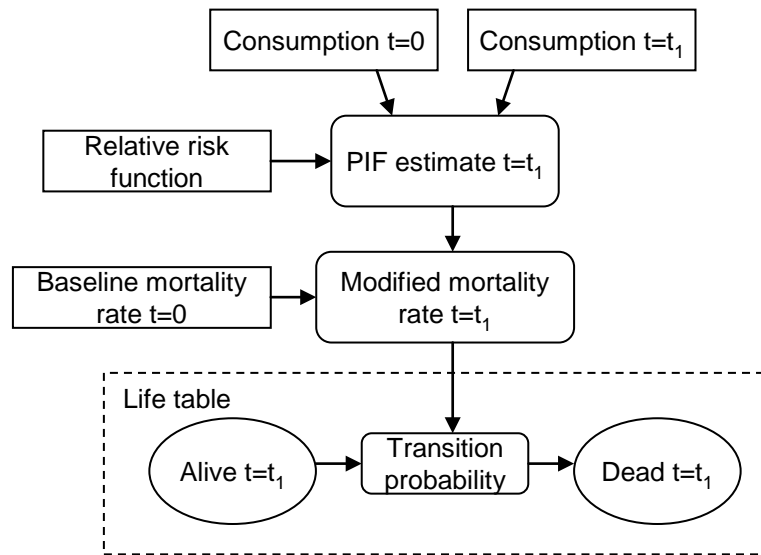 Consumption t=0
Consumption t=t₁
Relative risk
function
PIF estimate t=t₁
Baseline mortality
rate t=0
Modified mortality
rate t=t₁
Life table
Alive t=t₁
Transition
probability
Dead t=t₁